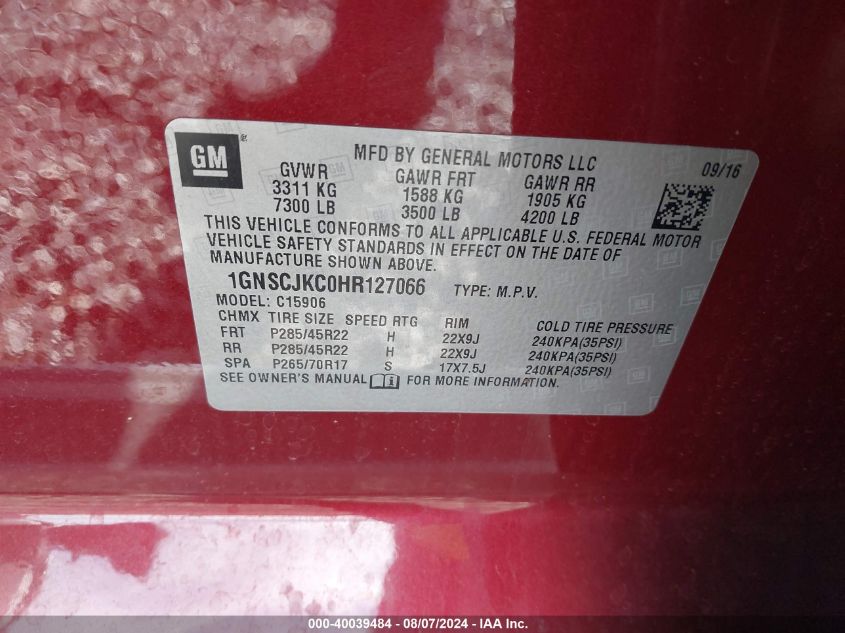 GM
MFD BY GENERAL MOTORS LLC
09/16
GVWR GAWR FRT GAWR RR
3311 KG 1588 KG 1905 KG
7300 LB 3500 LB 4200 LB
THIS VEHICLE CONFORMS TO ALL APPLICABLE U.S. FEDERAL MOTOR
VEHICLE SAFETY STANDARDS IN EFFECT ON THE DATE OF
MANUFACTURE SHOWN ABOVE.
1GNSCJKC0HR127066 TYPE: M.P.V.
MODEL: C15906
CHMX TIRE SIZE SPEED RTG RIM COLD TIRE PRESSURE
FRT P285/45R22 H 22X9J 240KPA(35PSI)
RR P285/45R22 H 22X9J 240KPA(35PSI)
SPA P265/70R17 S 17X7.5J 240KPA(35PSI)
SEE OWNER'S MANUAL FOR MORE INFORMATION.
000-40039484 - 08/07/2024 - IAA Inc.